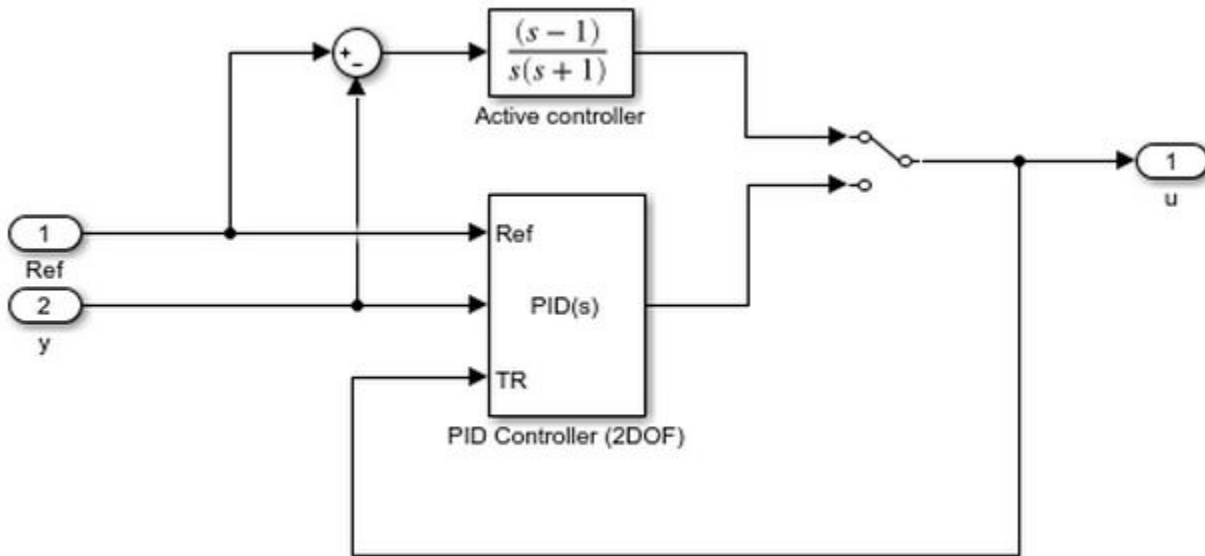 +
−
(s − 1)
s(s + 1)
Active controller
1
Ref
2
y
Ref
PID(s)
TR
PID Controller (2DOF)
1
u